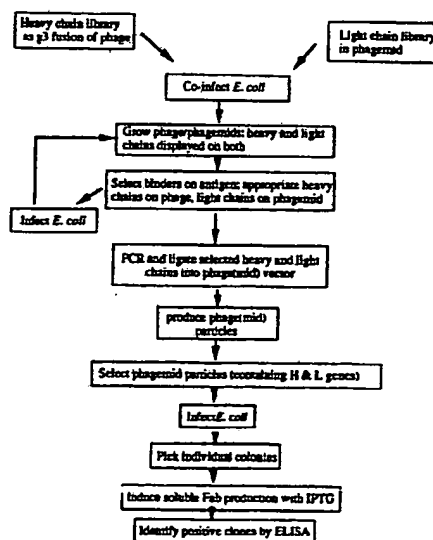 Heavy chain library
as g3 fusion of phage
Light chain library
in phagemid
Co-infect E. coli
Grow phage/phagemids: heavy and light
chains displayed on both
Select binders on antigen: appropriate heavy
chains on phage, light chains on phagemid
Infect E. coli
PCR and ligate selected heavy and light
chains into phage(mid) vector
produce phage(mid)
particles
Select phagemid particles (containing H & L genes)
Infect E. coli
Pick individual colonies
Induce soluble Fab production with IPTG
Identify positive clones by ELISA